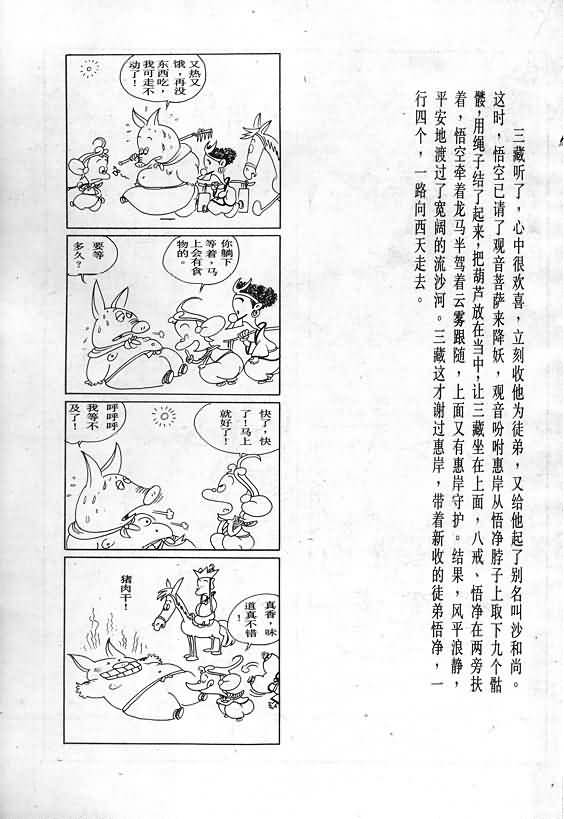 三藏听了，心中很欢喜，立刻收他为徒弟，又给他起了别名叫沙和尚。
这时，悟空已请了观音菩萨来降妖，观音吩咐惠岸从悟净脖子上取下九个骷
髅,用绳子结了起来,把葫芦放在当中,让三藏坐在上面，八戒、悟净在两旁扶
着，悟空牵着龙马半驾着云雾跟随，上面又有惠岸守护。结果，风平浪静，
平安地渡过了宽阔的流沙河。三藏这才谢过惠岸，带着新收的徒弟悟净，一
行四个，一路向西天走去。
又热又
饿，再没
东西吃，
我可走不
动了！
你躺下
等着，马
上会有食
物的。
要等
多久？
快了，快
了！马上
就好了！
呼呼呼
我等不
及了！
真香，味
道真不错
猪肉干！